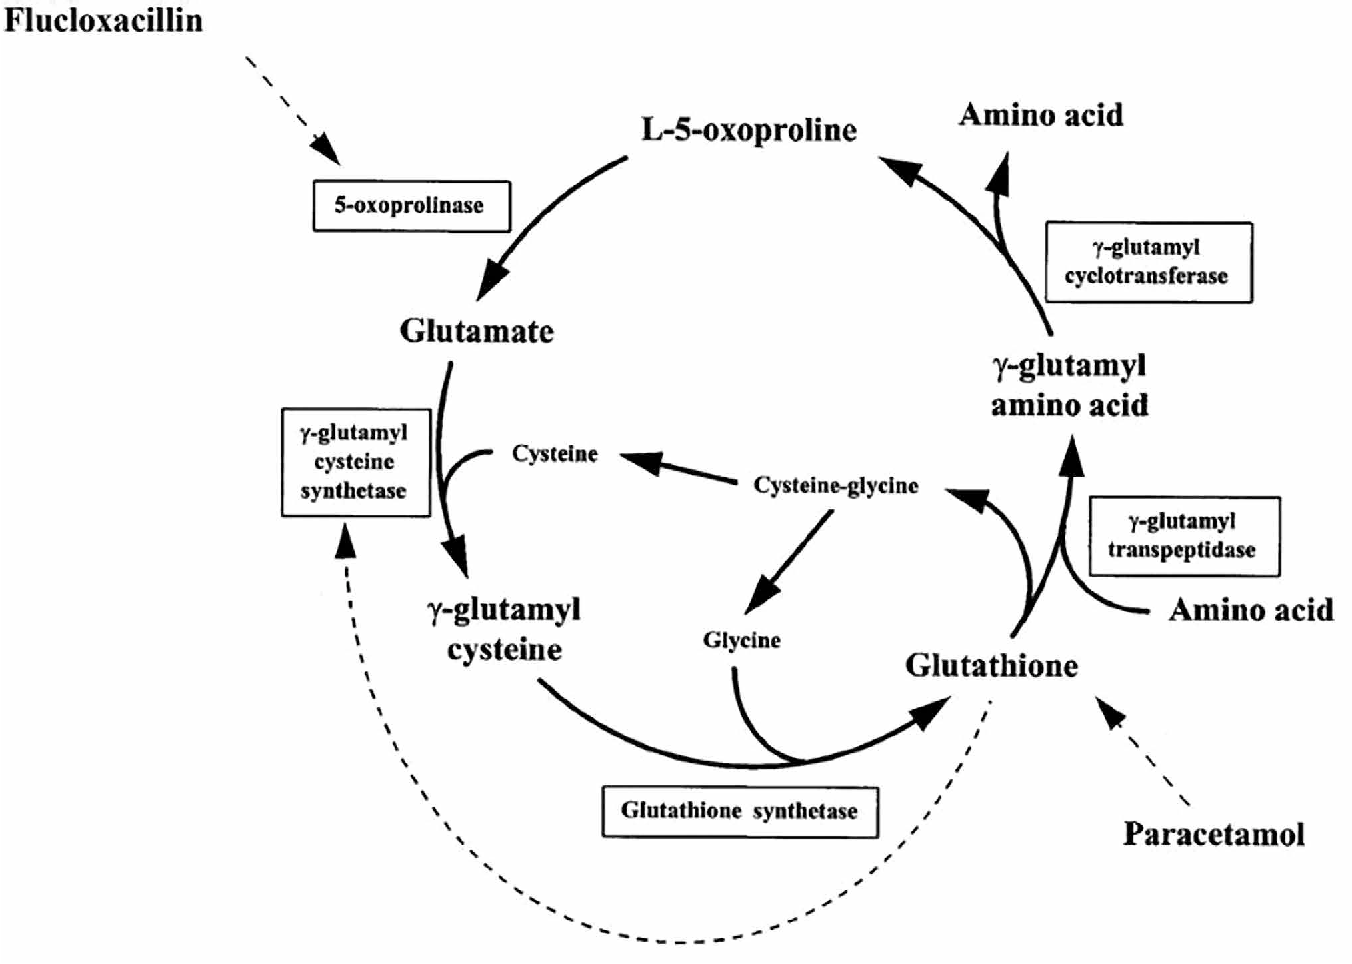 Flucloxacillin
Amino acid
L-5-oxoproline
5-oxoprolinase
γ-glutamyl
cyclotransferase
Glutamate
γ-glutamyl
amino acid
γ-glutamyl
cysteine
synthetase
Cysteine
Cysteine-glycine
γ-glutamyl
transpeptidase
γ-glutamyl
cysteine
Glycine
Amino acid
Glutathione
Glutathione synthetase
Paracetamol